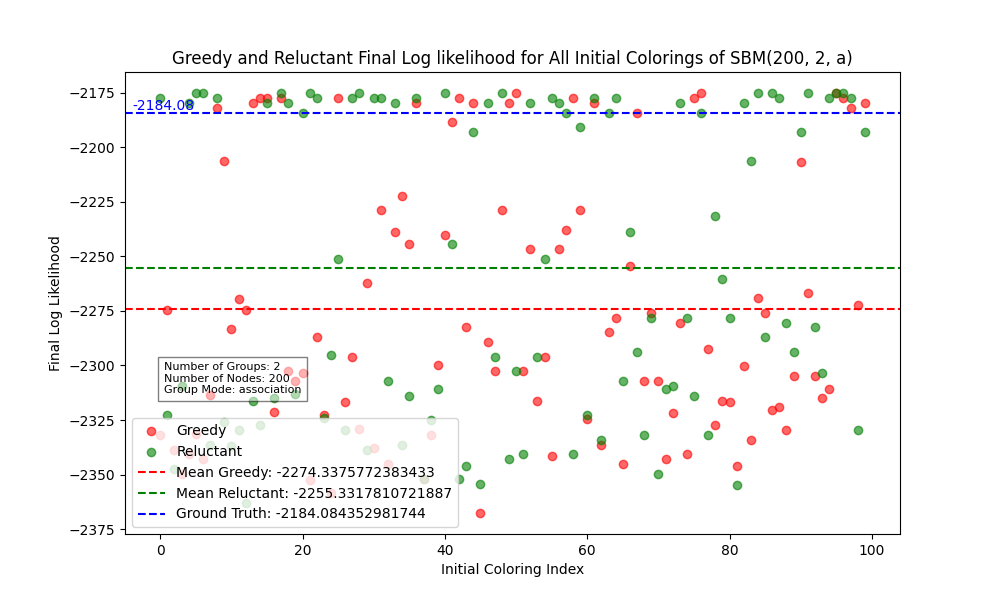 Greedy and Reluctant Final Log likelihood for All Initial Colorings of SBM(200, 2, a)
Final Log Likelihood
−2175
−2200
−2225
−2250
−2275
−2300
−2325
−2350
−2375
-2184.08
Number of Groups: 2
Number of Nodes: 200
Group Mode: association
Greedy
Reluctant
Mean Greedy: -2274.3375772383433
Mean Reluctant: -2255.3317810721887
Ground Truth: -2184.084352981744
0
20
40
60
80
100
Initial Coloring Index